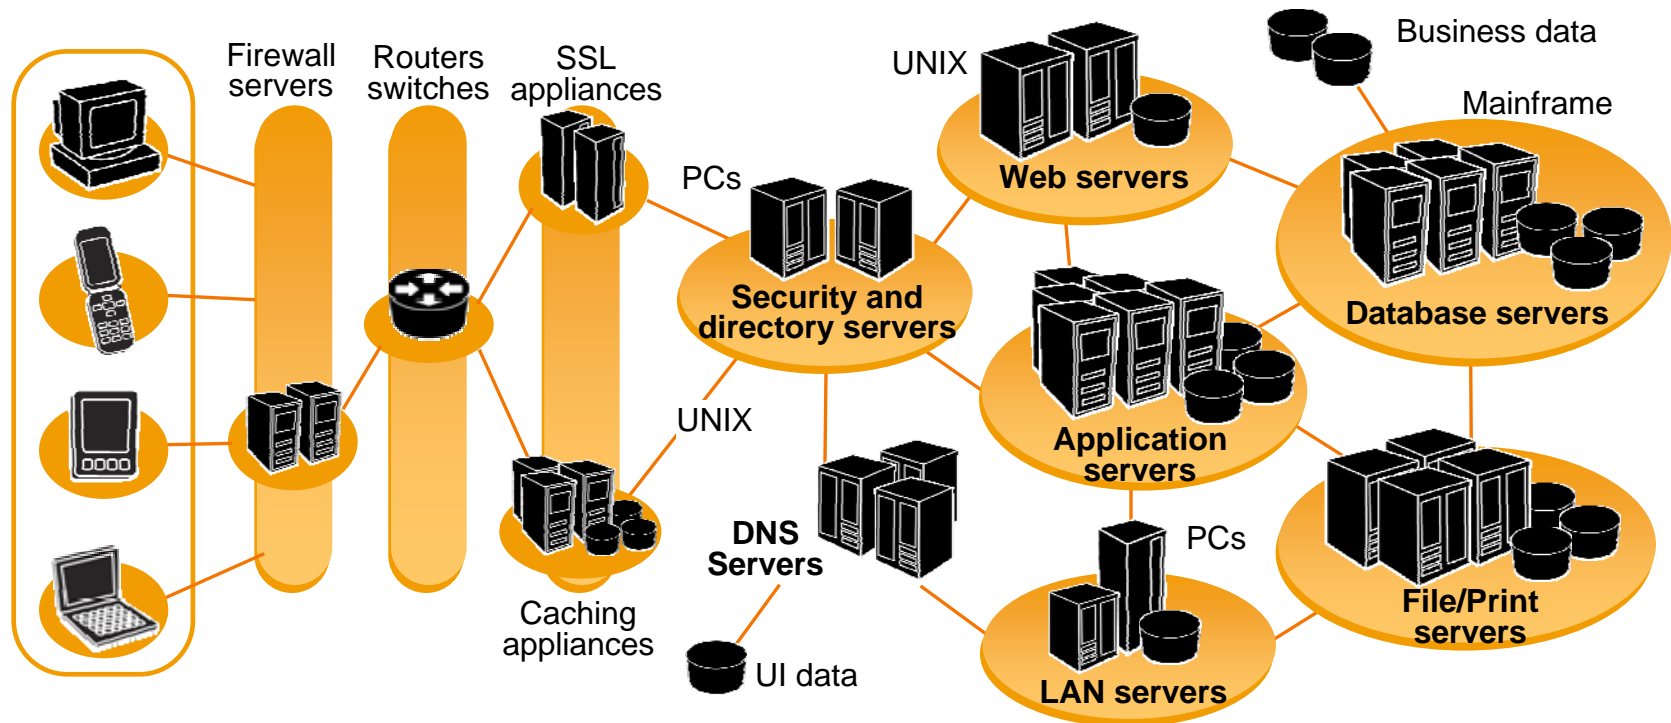 Firewall
servers
Routers
switches
SSL
appliances
UNIX
Business data
Mainframe
PCs
Web servers
Security and
directory servers
Database servers
UNIX
Application
servers
DNS
Servers
PCs
Caching
appliances
File/Print
servers
UI data
LAN servers